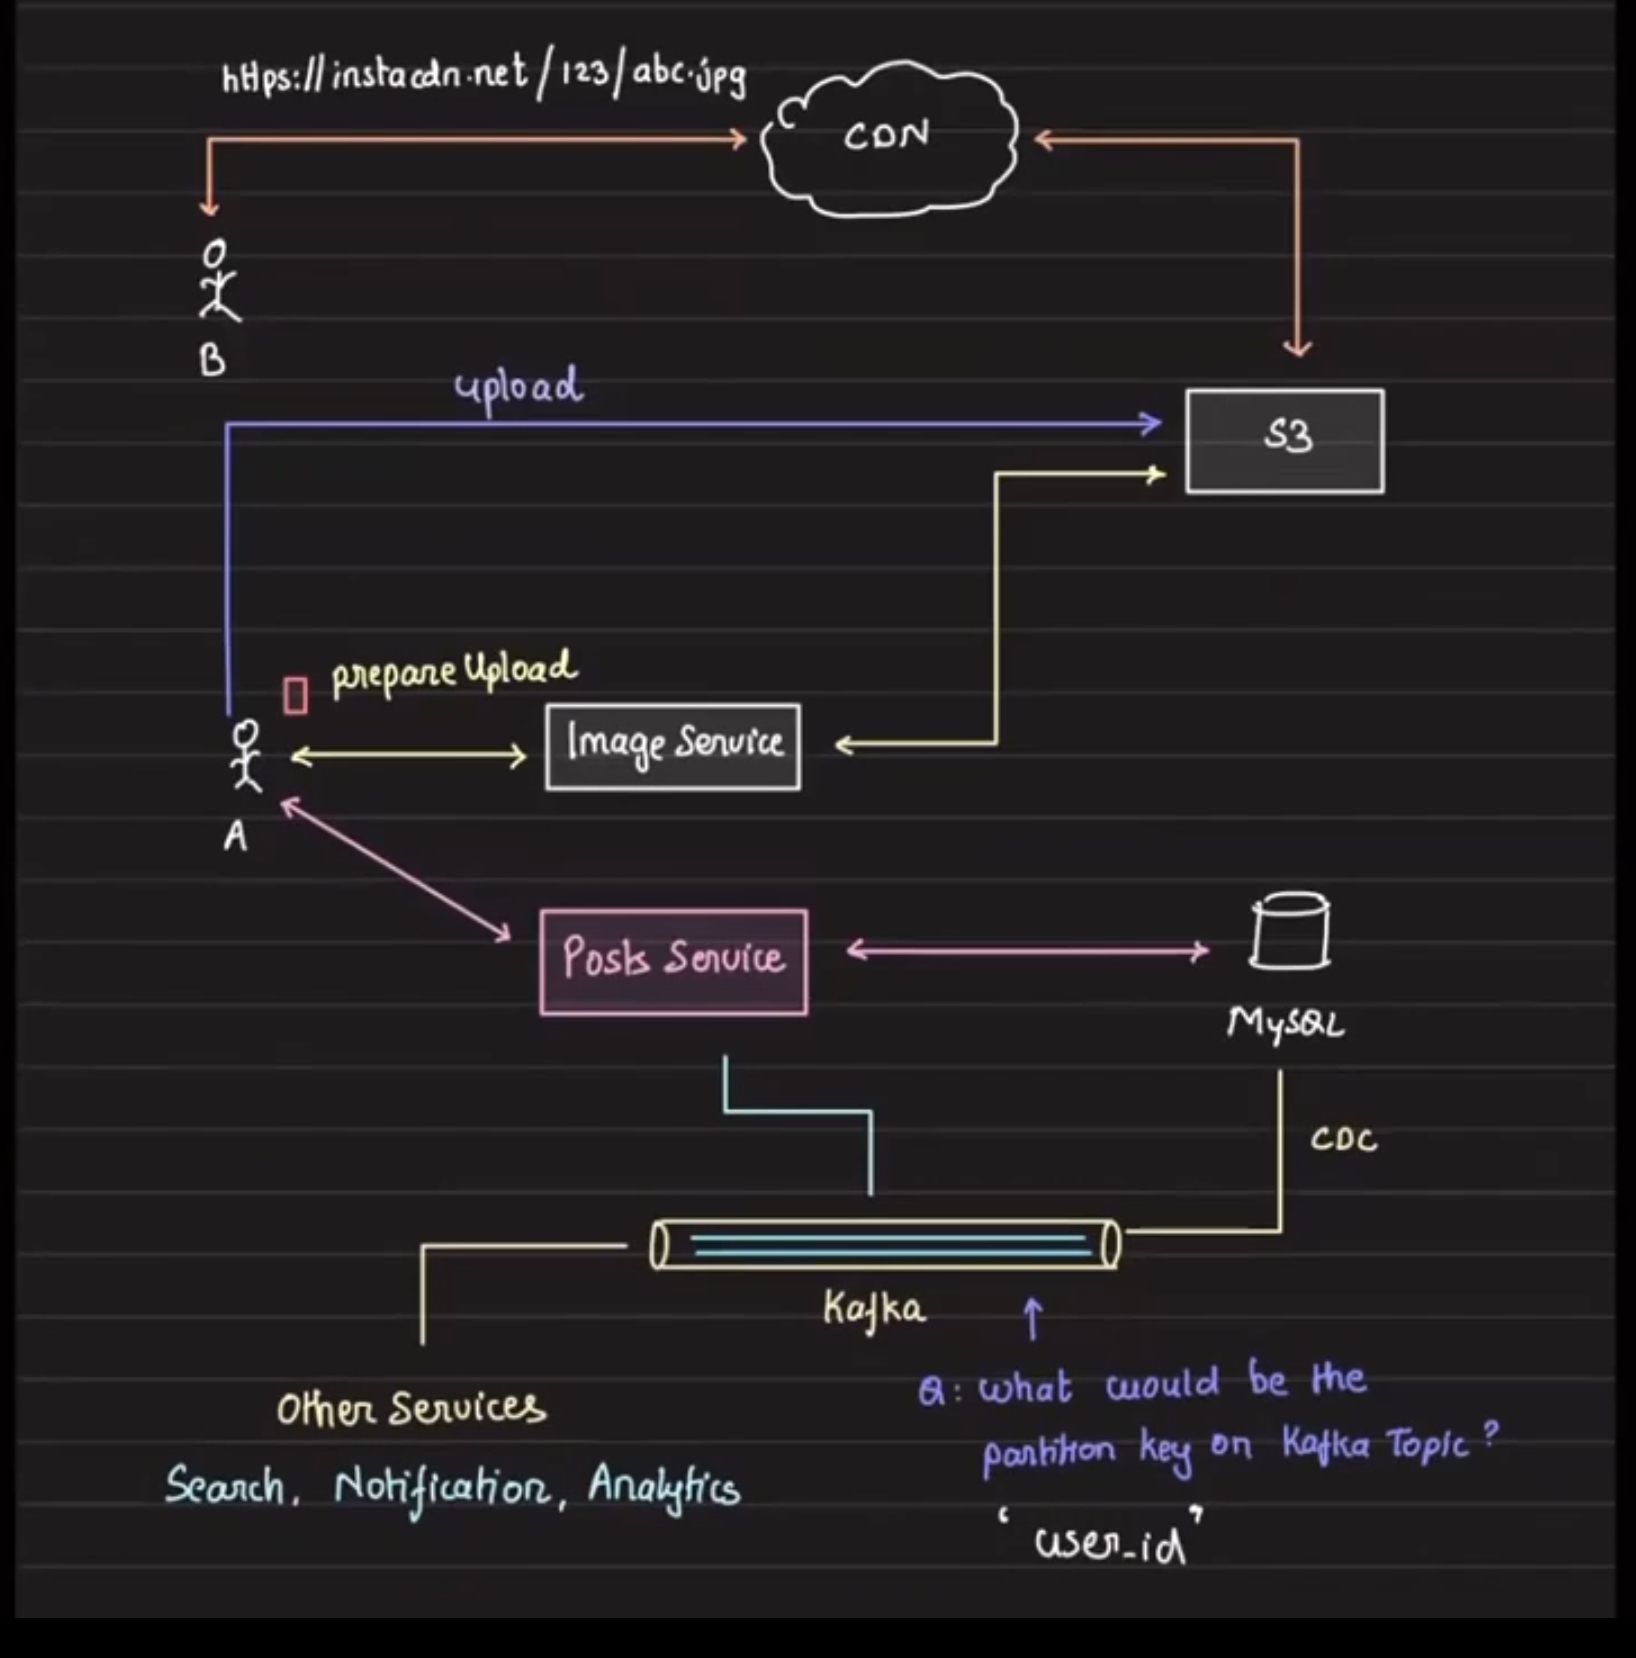 https://instacdn.net/123/abc.jpg
CDN
B
upload
S3
prepare Upload
Image Service
A
Posts Service
MySQL
CDC
Kafka
Q: what would be the
partition key on Kafka Topic?
Other Services
Search, Notification, Analytics
‘user_id’